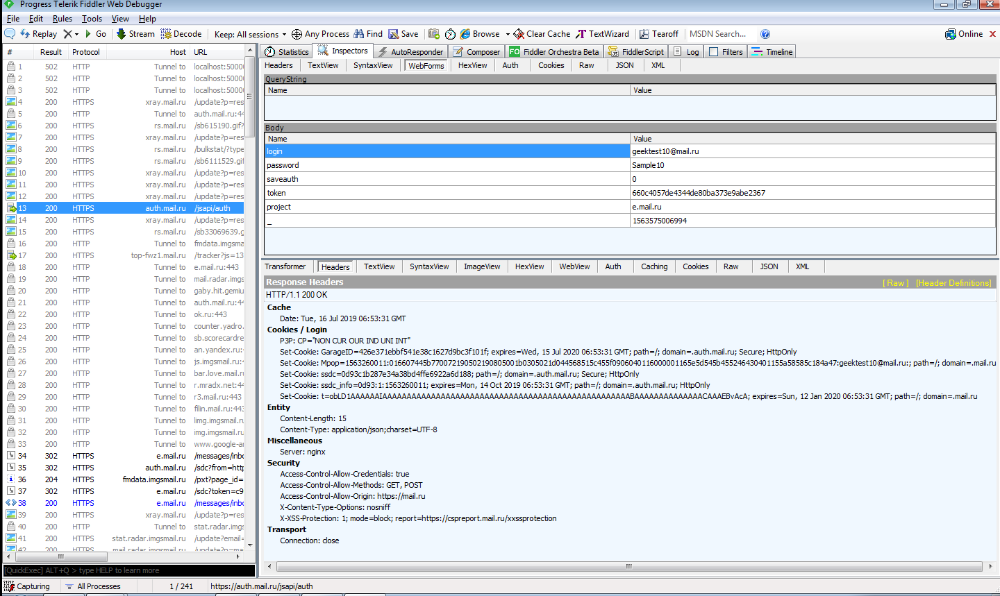 Progress Telerik Fiddler Web Debugger
File Edit Rules Tools View Help
Replay Go Stream Decode Keep: All sessions Any Process Find Save Browse Clear Cache TextWizard Tearoff MSDN Search... Online
# Result Protocol Host URL
1 502 HTTP Tunnel to localhost:5000
2 502 HTTP Tunnel to localhost:5000
3 502 HTTP Tunnel to localhost:5000
4 200 HTTPS xray.mail.ru /update?p=res
5 200 HTTP Tunnel to auth.mail.ru:44
6 200 HTTPS rs.mail.ru /sb615190.gif?
7 200 HTTPS xray.mail.ru /update?p=res
8 200 HTTPS rs.mail.ru /bulkstat/?type
9 200 HTTPS rs.mail.ru /sb6111529.gif
10 200 HTTPS xray.mail.ru /update?p=res
11 200 HTTPS xray.mail.ru /update?p=res
12 200 HTTPS xray.mail.ru /update?p=res
13 200 HTTPS auth.mail.ru /jsapi/auth
14 200 HTTPS xray.mail.ru /update?p=res
15 200 HTTPS rs.mail.ru /sb33069639.g
16 200 HTTP Tunnel to fmdata.imgsmai
17 200 HTTPS top-fwz1.mail.ru /tracker?js=13
18 200 HTTP Tunnel to e.mail.ru:443
19 200 HTTP Tunnel to mail.radar.imgs
20 200 HTTP Tunnel to gaby.hit.gemiu
21 200 HTTP Tunnel to auth.mail.ru:44
22 200 HTTP Tunnel to ok.ru:443
23 200 HTTP Tunnel to counter.yadro.
24 200 HTTP Tunnel to sb.scorecardre
25 200 HTTP Tunnel to an.yandex.ru:
26 200 HTTP Tunnel to js.imgsmail.ru:
27 200 HTTP Tunnel to bar.love.mail.ru
28 200 HTTP Tunnel to r.mradx.net:44
29 200 HTTP Tunnel to r3.mail.ru:443
30 200 HTTP Tunnel to filin.mail.ru:443
31 200 HTTP Tunnel to limg.imgsmail.ru
32 200 HTTP Tunnel to img.imgsmail.ru
33 200 HTTP Tunnel to www.google-ar
34 302 HTTPS e.mail.ru /messages/inbo
35 302 HTTPS auth.mail.ru /sdc?from=http
36 204 HTTPS fmdata.imgsmail.ru /pxt?page_id=
37 302 HTTPS e.mail.ru /sdc?token=c9
38 200 HTTPS e.mail.ru /messages/inbo
39 200 HTTPS xray.mail.ru /update?p=res
40 200 HTTP Tunnel to stat.radar.imgs
41 200 HTTPS stat.radar.imgsmail.ru /update?email=
42 200 HTTPS mail.radar.imgsmail.ru /update?p=ma
[QuickExec] ALT+Q > type HELP to learn more
Statistics Inspectors AutoResponder Composer FO Fiddler Orchestra Beta FiddlerScript Log Filters Timeline
Headers TextView SyntaxView WebForms HexView Auth Cookies Raw JSON XML
QueryString
Name Value
Body
Name Value
login geektest10@mail.ru
password Sample10
saveauth 0
token 660c4057de4344de80ba373e9abe2367
project e.mail.ru
_ 1563575006994
Transformer Headers TextView SyntaxView ImageView HexView WebView Auth Caching Cookies Raw JSON XML
Response Headers [ Raw ] [Header Definitions]
HTTP/1.1 200 OK
Cache
Date: Tue, 16 Jul 2019 06:53:31 GMT
Cookies / Login
P3P: CP="NON CUR OUR IND UNI INT"
Set-Cookie: GarageID=426e371ebbf541e38c1627d9bc3f101f; expires=Wed, 15 Jul 2020 06:53:31 GMT; path=/; domain=.auth.mail.ru; Secure; HttpOnly
Set-Cookie: Mpop=1563260011:016607445b7700721905021908050​01b0305021d044568515c455f0906040116000001165e5d545b455246430401155a58585c184a47:geektest10@mail.ru:; path=/; domain=.mail.ru
Set-Cookie: ssdc=0d93c1b287e34a38bd4ffe6922a6d188; path=/; domain=.auth.mail.ru; Secure; HttpOnly
Set-Cookie: ssdc_info=0d93:1:1563260011; expires=Mon, 14 Oct 2019 06:53:31 GMT; path=/; domain=.auth.mail.ru; HttpOnly
expires=Sun, 12 Jan 2020 06:53:31 GMT; path=/; domain=.mail.ru
Entity
Content-Length: 15
Content-Type: application/json;charset=UTF-8
Miscellaneous
Server: nginx
Security
Access-Control-Allow-Credentials: true
Access-Control-Allow-Methods: GET, POST
Access-Control-Allow-Origin: https://mail.ru
X-Content-Type-Options: nosniff
X-XSS-Protection: 1; mode=block; report=https://cspreport.mail.ru/xxssprotection
Transport
Connection: close
Capturing All Processes 1 / 241 https://auth.mail.ru/jsapi/auth